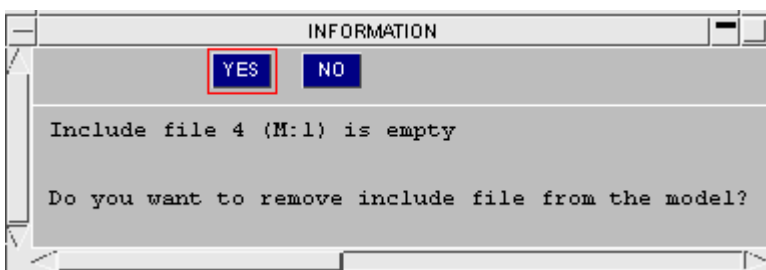 INFORMATION
YES NO
Include file 4 (M:1) is empty
Do you want to remove include file from the model?